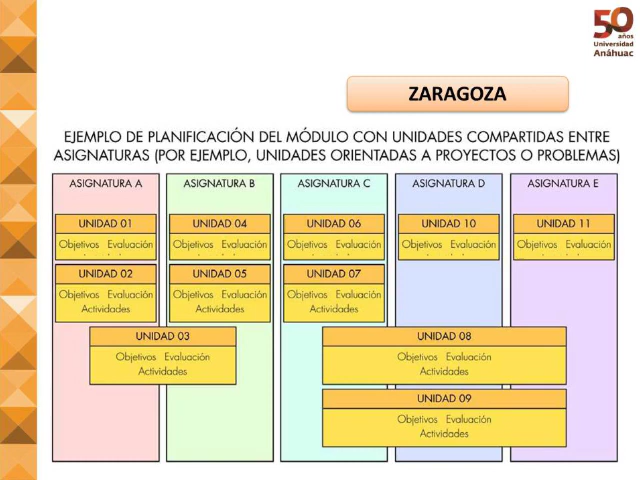 50
años
Universidad
Anáhuac
ZARAGOZA
EJEMPLO DE PLANIFICACIÓN DEL MÓDULO CON UNIDADES COMPARTIDAS ENTRE
ASIGNATURAS (POR EJEMPLO, UNIDADES ORIENTADAS A PROYECTOS O PROBLEMAS)
ASIGNATURA A
ASIGNATURA B
ASIGNATURA C
ASIGNATURA D
ASIGNATURA E
UNIDAD 01
UNIDAD 04
UNIDAD 06
UNIDAD 10
UNIDAD 11
Objetivos Evaluación
Objetivos Evaluación
Objetivos Evaluación
Objetivos Evaluación
Objetivos Evaluación
UNIDAD 02
UNIDAD 05
UNIDAD 07
Objetivos Evaluación
Actividades
Objetivos Evaluación
Actividades
Objetivos Evaluación
Actividades
UNIDAD 03
Objetivos Evaluación
Actividades
UNIDAD 08
Objetivos Evaluación
Actividades
UNIDAD 09
Objetivos Evaluación
Actividades